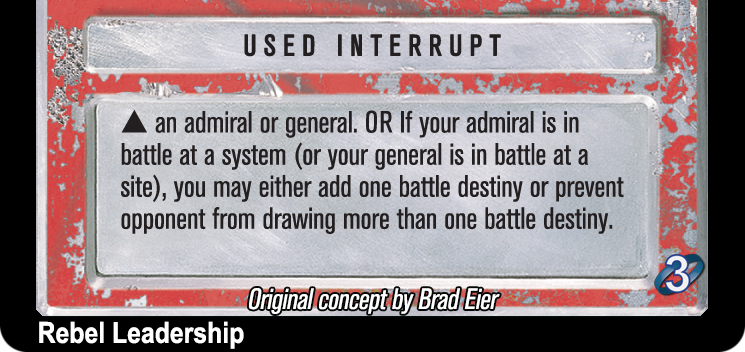 USED INTERRUPT
▲ an admiral or general. OR If your admiral is in
battle at a system (or your general is in battle at a
site), you may either add one battle destiny or prevent
opponent from drawing more than one battle destiny.
3
Original concept by Brad Eier
Rebel Leadership